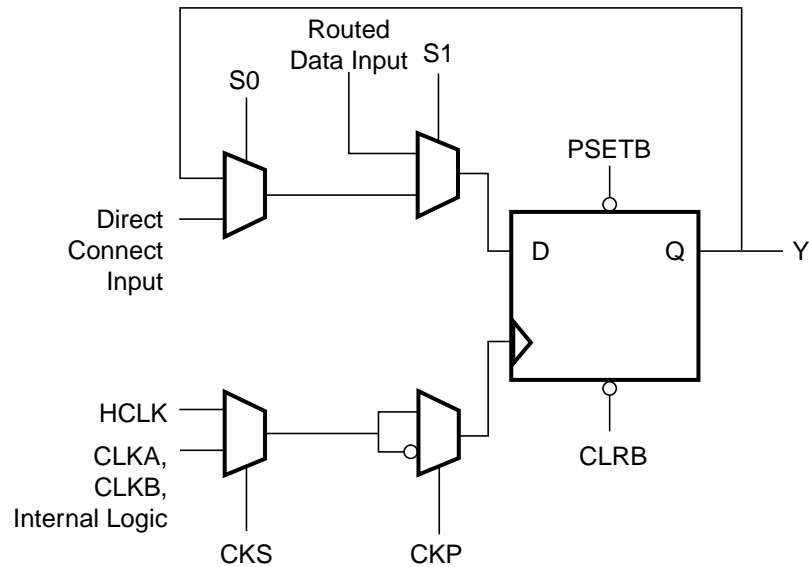 Routed
Data Input
S1
S0
PSETB
Direct
Connect
Input
D
Q
Y
HCLK
CLKA,
CLKB,
Internal Logic
CLRB
CKS
CKP